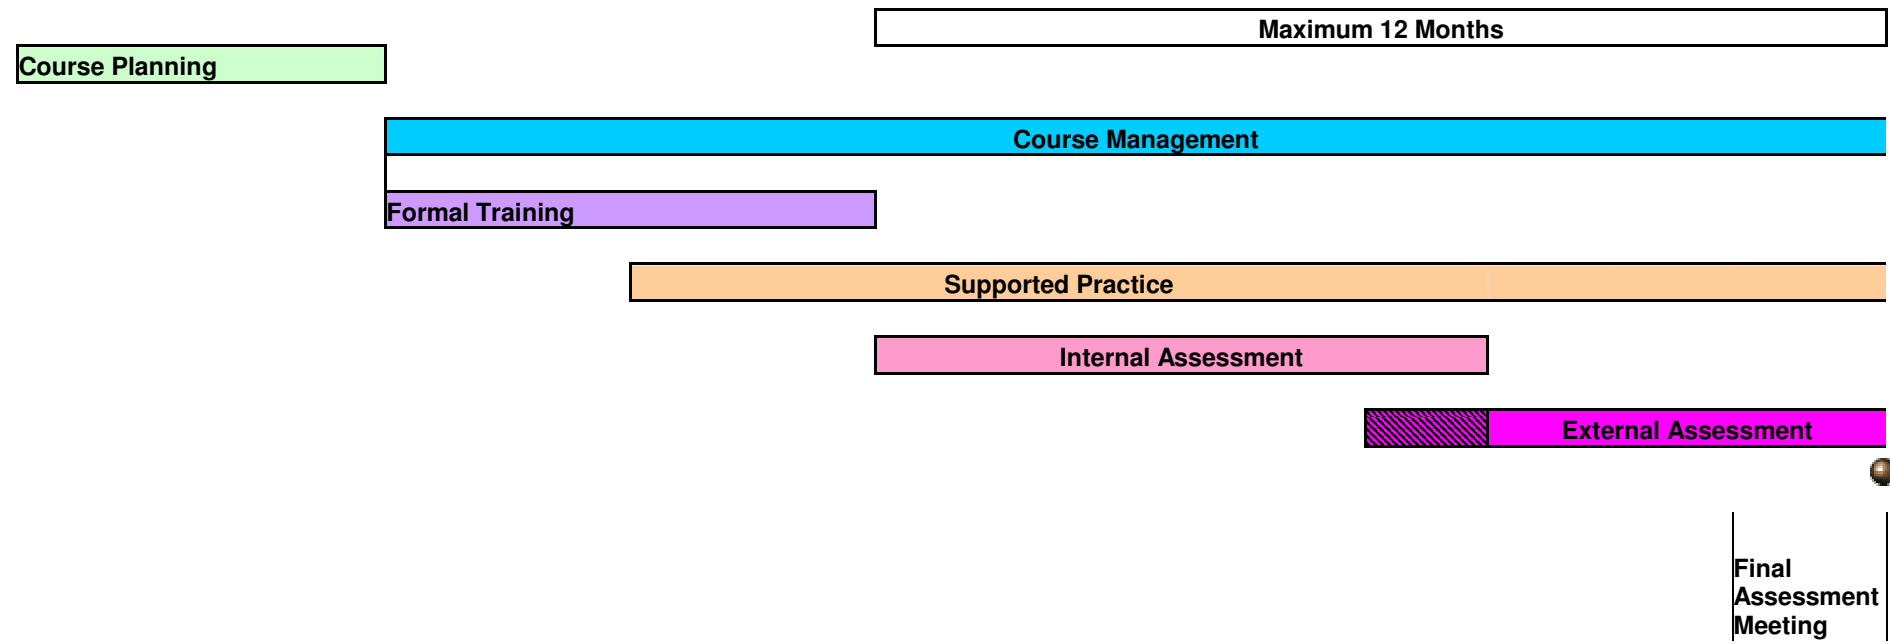 Maximum 12 Months
Course Planning
Course Management
Formal Training
Supported Practice
Internal Assessment
External Assessment
Final
Assessment
Meeting